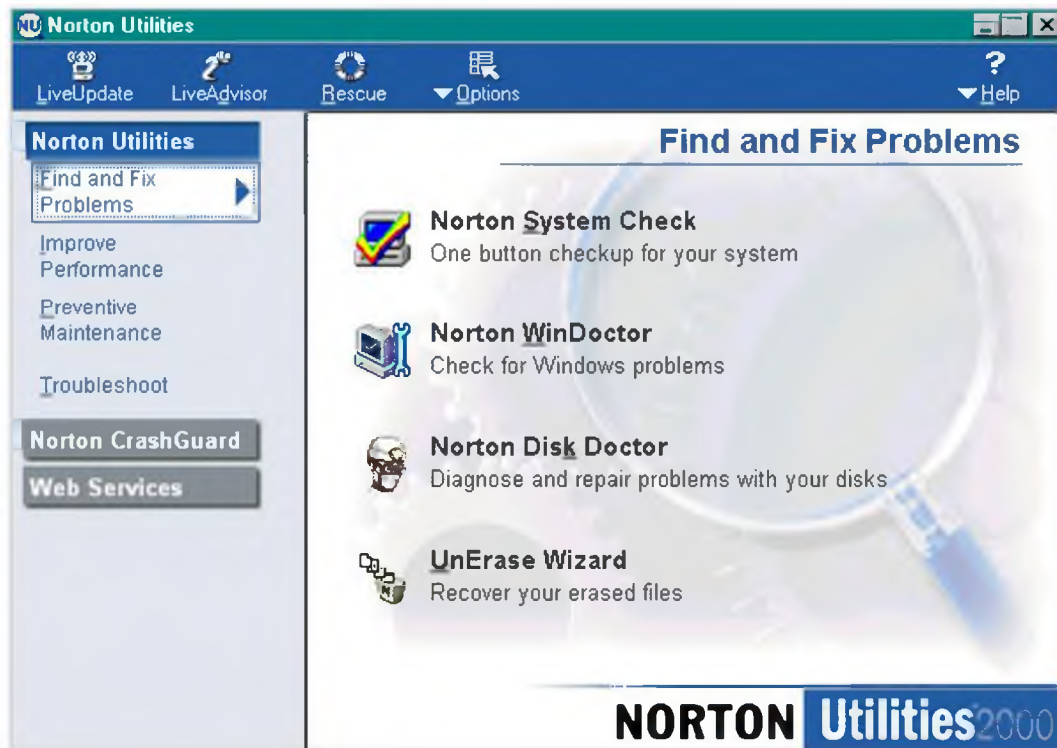 NU Norton Utilities
LiveUpdate LiveAdvisor Rescue Options ? Help
Norton Utilities
Find and Fix
Problems
Improve
Performance
Preventive
Maintenance
Troubleshoot
Norton CrashGuard
Web Services
Find and Fix Problems
Norton System Check
One button checkup for your system
Norton WinDoctor
Check for Windows problems
Norton Disk Doctor
Diagnose and repair problems with your disks
UnErase Wizard
Recover your erased files
NORTON Utilities 2000